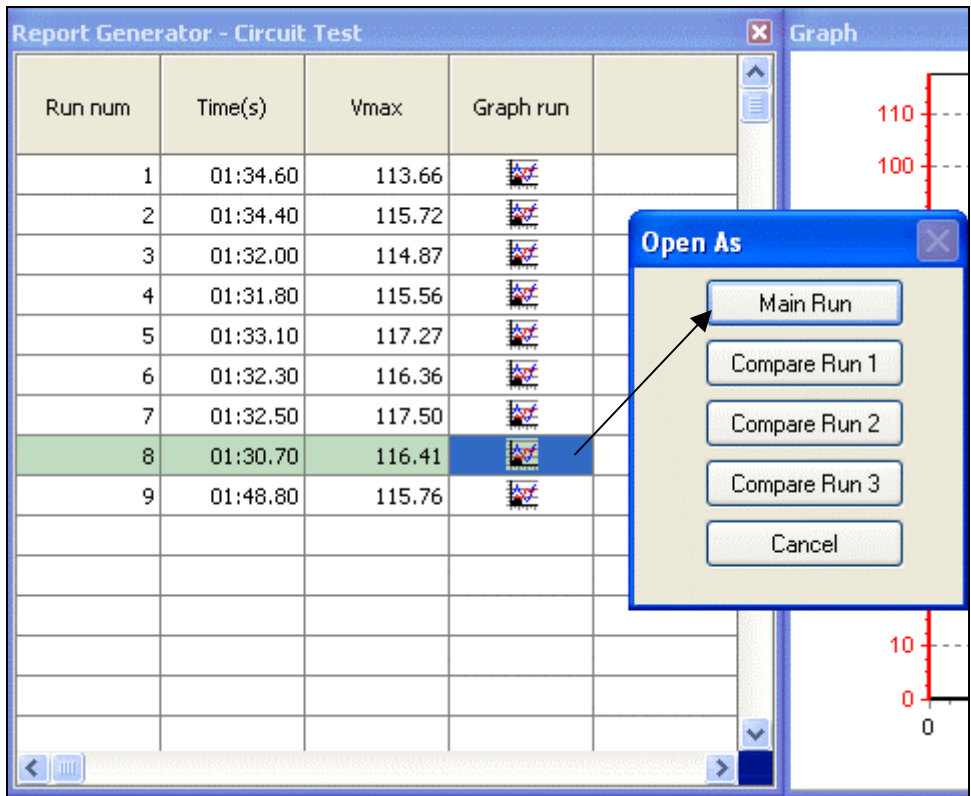 Report Generator - Circuit Test
Run num Time(s) Vmax Graph run
1 01:34.60 113.66
2 01:34.40 115.72
3 01:32.00 114.87
4 01:31.80 115.56
5 01:33.10 117.27
6 01:32.30 116.36
7 01:32.50 117.50
8 01:30.70 116.41
9 01:48.80 115.76
Graph
110
100
Open As
Main Run
Compare Run 1
Compare Run 2
Compare Run 3
Cancel
10
0
0